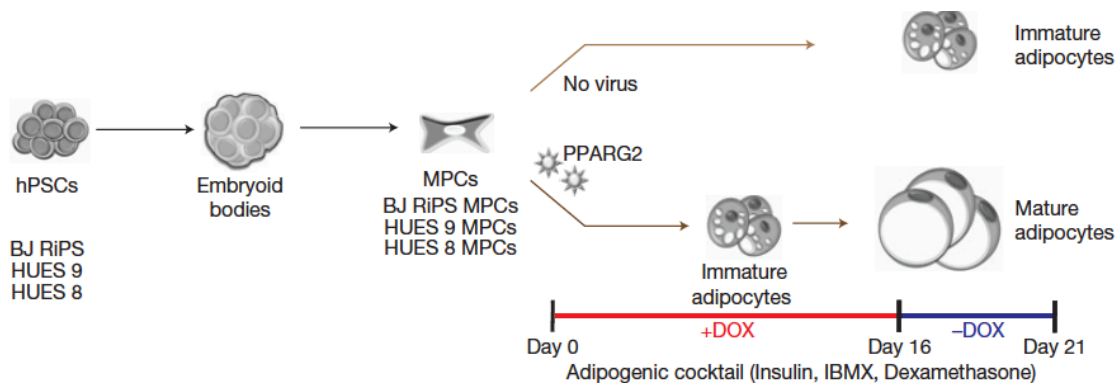 hPSCs
BJ RiPS
HUES 9
HUES 8
Embryoid
bodies
MPCs
BJ RiPS MPCs
HUES 9 MPCs
HUES 8 MPCs
No virus
Immature
adipocytes
PPARG2
Immature
adipocytes
Mature
adipocytes
+DOX
–DOX
Day 0
Day 16
Day 21
Adipogenic cocktail (Insulin, IBMX, Dexamethasone)